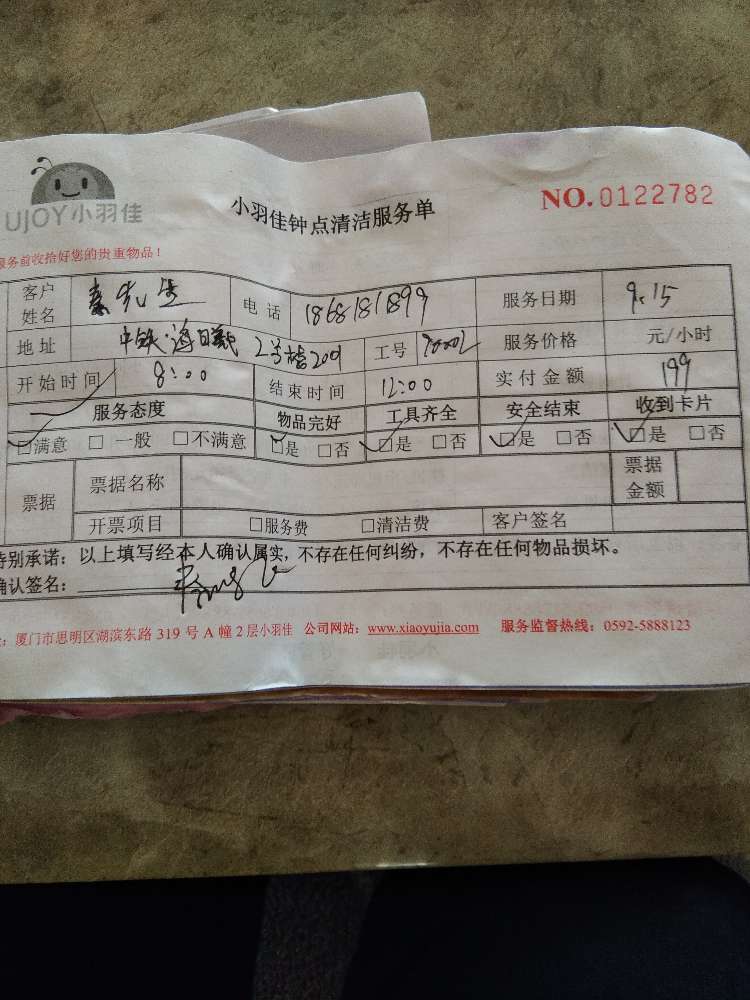 UJOY小羽佳
小羽佳钟点清洁服务单
NO.0122782
服务前收拾好您的贵重物品！
客户姓名 秦先生 电话 1868181899 服务日期 9.15
地址 中铁·海曰 2号楼2001 工号 服务价格 元/小时
开始时间 8:00 结束时间 12:00 实付金额 199
服务态度 物品完好 工具齐全 安全结束 收到卡片
☑满意 □一般 □不满意 ☑是 □否 ☑是 □否 ☑是 □否 ☑是 □否
票据 票据名称 票据金额
开票项目 □服务费 □清洁费 客户签名
特别承诺：以上填写经本人确认属实，不存在任何纠纷，不存在任何物品损坏。
确认签名：
：厦门市思明区湖滨东路 319 号 A 幢 2 层小羽佳 公司网站：www.xiaoyujia.com 服务监督热线：0592-5888123